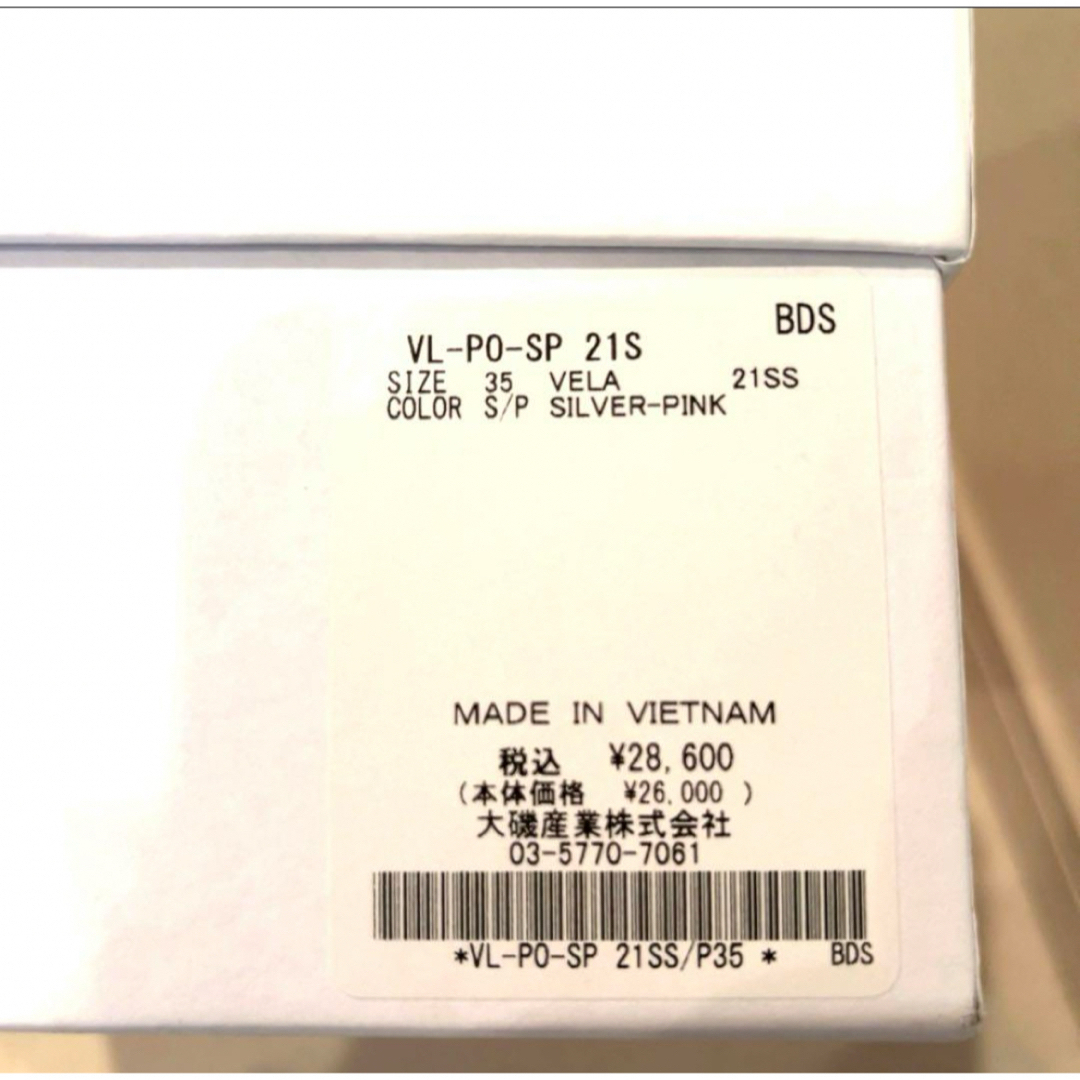 BDS
VL-PO-SP 21S
SIZE 35 VELA 21SS
COLOR S/P SILVER-PINK
MADE IN VIETNAM
税込 ¥28,600
(本体価格 ¥26,000 )
大磯産業株式会社
03-5770-7061
*VL-PO-SP 21SS/P35 * BDS